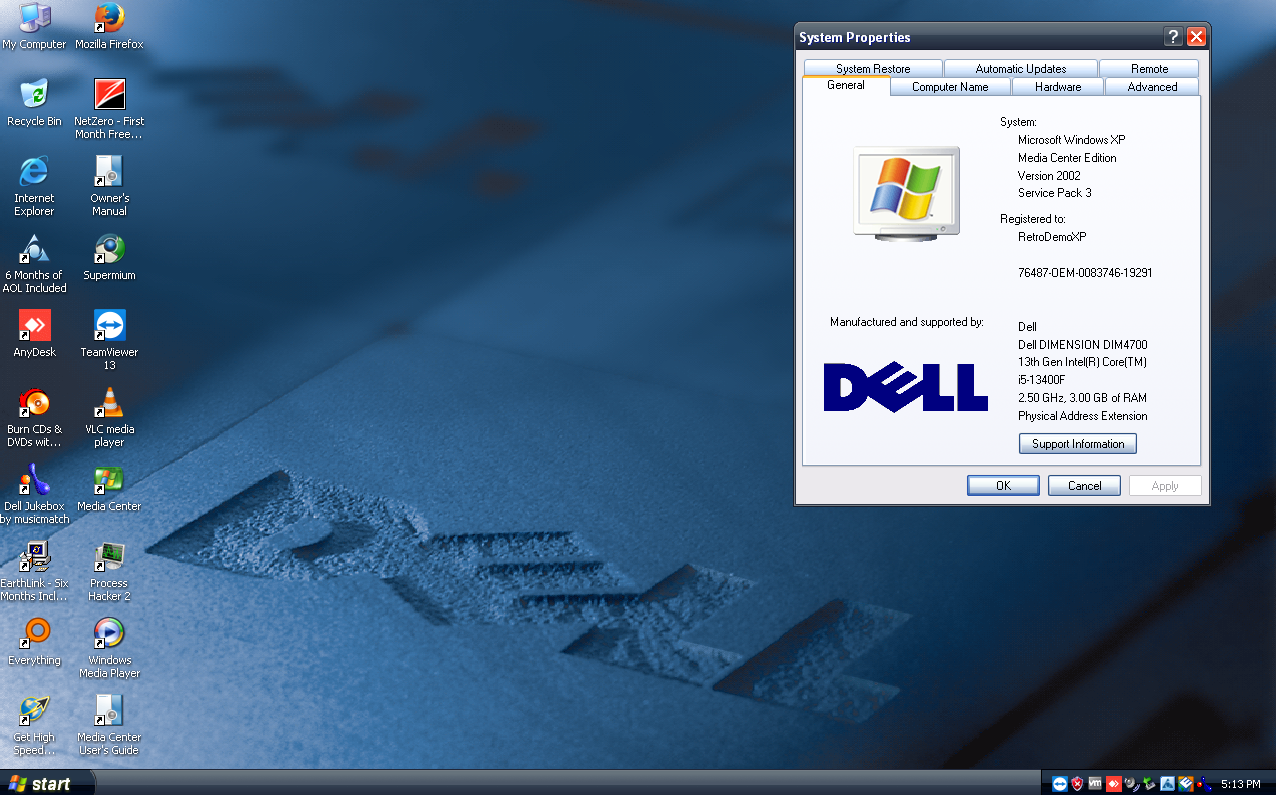 My Computer
Mozilla Firefox
Recycle Bin
NetZero - First
Month Free...
Internet
Explorer
Owner's
Manual
6 Months of
AOL Included
Supermium
AnyDesk
TeamViewer
13
Burn CDs &
DVDs wit...
VLC media
player
Dell Jukebox
by musicmatch
Media Center
EarthLink - Six
Months Incl...
Process
Hacker 2
Everything
Windows
Media Player
Get High
Speed...
Media Center
User's Guide
System Properties
System Restore
Automatic Updates
Remote
General
Computer Name
Hardware
Advanced
System:
Microsoft Windows XP
Media Center Edition
Version 2002
Service Pack 3
Registered to:
RetroDemoXP
76487-OEM-0083746-19291
Manufactured and supported by:
DELL
Dell
Dell DIMENSION DIM4700
13th Gen Intel(R) Core(TM)
i5-13400F
2.50 GHz, 3.00 GB of RAM
Physical Address Extension
Support Information
OK
Cancel
Apply
DELL
start
vm
5:13 PM